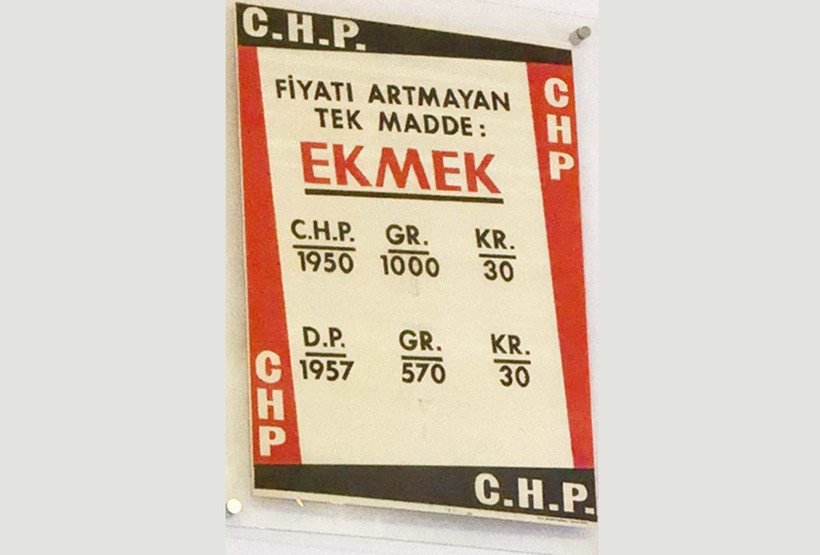 C.H.P.
FİYATI ARTMAYAN
TEK MADDE:
EKMEK
C.H.P. GR. KR.
1950 1000 30
D.P. GR. KR.
1957 570 30
CHP
CHP
C.H.P.